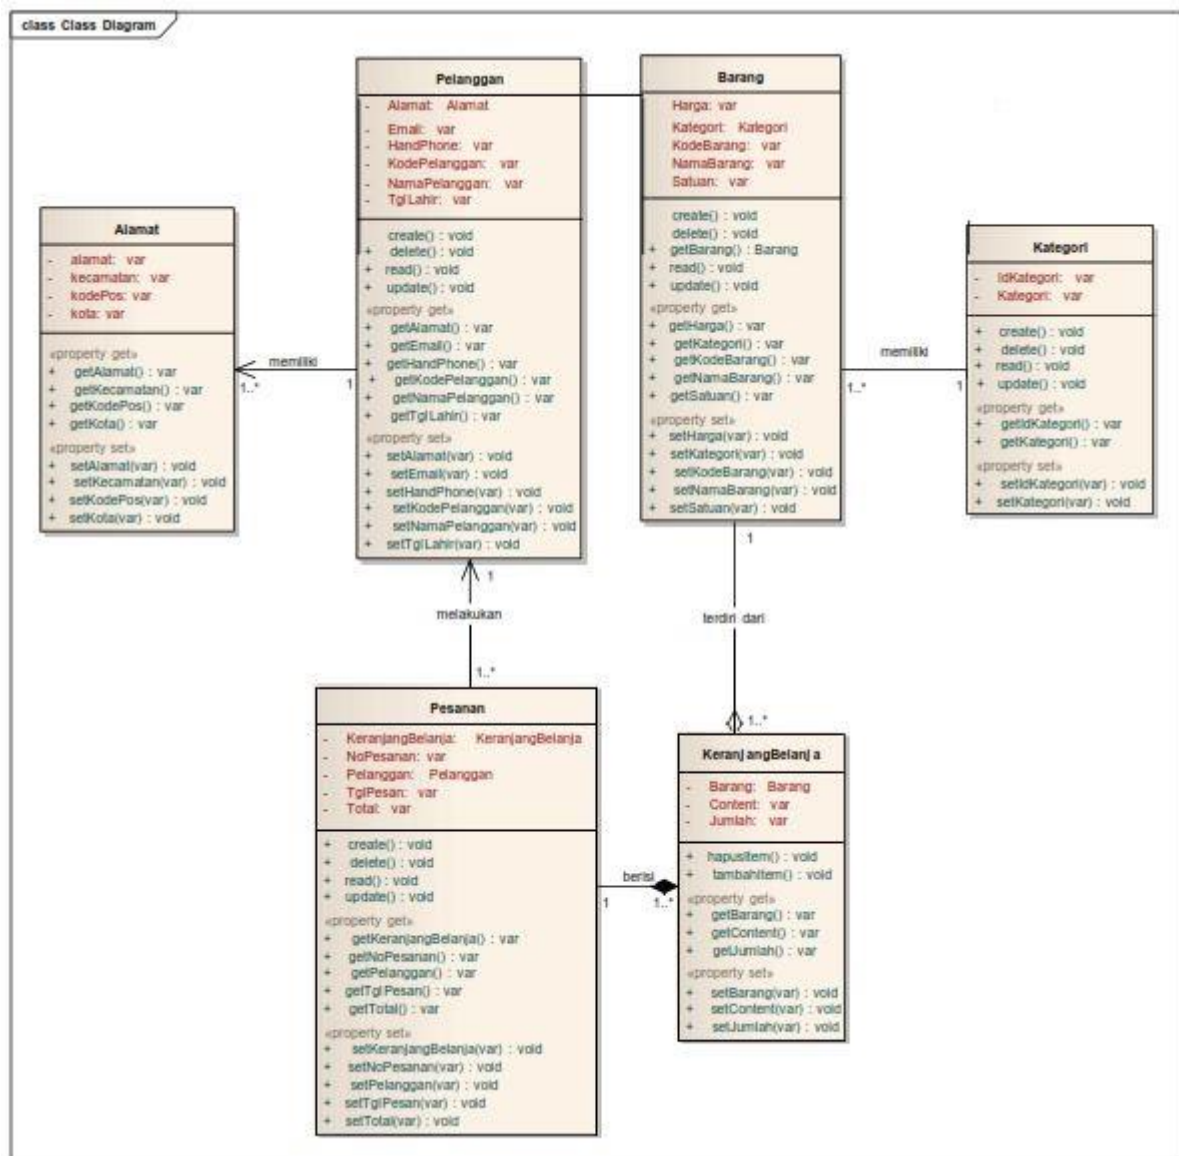 class Class Diagram
Pelanggan
- Alamat: Alamat
- Email: var
- HandPhone: var
- KodePelanggan: var
- NamaPelanggan: var
- TglLahir: var
create() : void
+ delete() : void
+ read() : void
+ update() : void
«property get»
+ getAlamat() : var
+ getEmail() : var
+ getHandPhone() : var
+ getKodePelanggan() : var
+ getNamaPelanggan() : var
+ getTglLahir() : var
«property set»
+ setAlamat(var) : void
+ setEmail(var) : void
+ setHandPhone(var) : void
+ setKodePelanggan(var) : void
+ setNamaPelanggan(var) : void
+ setTglLahir(var) : void
Barang
Harga: var
Kategori: Kategori
KodeBarang: var
NamaBarang: var
Satuan: var
create() : void
delete() : void
+ getBarang() : Barang
+ read() : void
+ update() : void
«property get»
+ getHarga() : var
+ getKategori() : var
+ getKodeBarang() : var
+ getNamaBarang() : var
+ getSatuan() : var
«property set»
+ setHarga(var) : void
+ setKategori(var) : void
+ setKodeBarang(var) : void
+ setNamaBarang(var) : void
+ setSatuan(var) : void
Alamat
- alamat: var
- kecamatan: var
- kodePos: var
- kota: var
«property get»
+ getAlamat() : var
+ getKecamatan() : var
+ getKodePos() : var
+ getKota() : var
«property set»
+ setAlamat(var) : void
+ setKecamatan(var) : void
+ setKodePos(var) : void
+ setKota(var) : void
Kategori
- IdKategori: var
- Kategori: var
+ create() : void
+ delete() : void
+ read() : void
+ update() : void
«property get»
+ getIdKategori() : var
+ getKategori() : var
«property set»
+ setIdKategori(var) : void
+ setKategori(var) : void
memiliki
1..*
1
memiliki
1..*
1
1
melakukan
1..*
1
terdiri dari
1..*
Pesanan
- KeranjangBelanja: KeranjangBelanja
- NoPesanan: var
- Pelanggan: Pelanggan
- TglPesan: var
- Total: var
+ create() : void
+ delete() : void
+ read() : void
+ update() : void
«property get»
+ getKeranjangBelanja() : var
+ getNoPesanan() : var
+ getPelanggan() : var
+ getTglPesan() : var
+ getTotal() : var
«property set»
+ setKeranjangBelanja(var) : void
+ setNoPesanan(var) : void
+ setPelanggan(var) : void
+ setTglPesan(var) : void
+ setTotal(var) : void
berisi
1
1..*
KeranjangBelanja
- Barang: Barang
- Content: var
- Jumlah: var
+ hapusItem() : void
+ tambahItem() : void
«property get»
+ getBarang() : var
+ getContent() : var
+ getJumlah() : var
«property set»
+ setBarang(var) : void
+ setContent(var) : void
+ setJumlah(var) : void